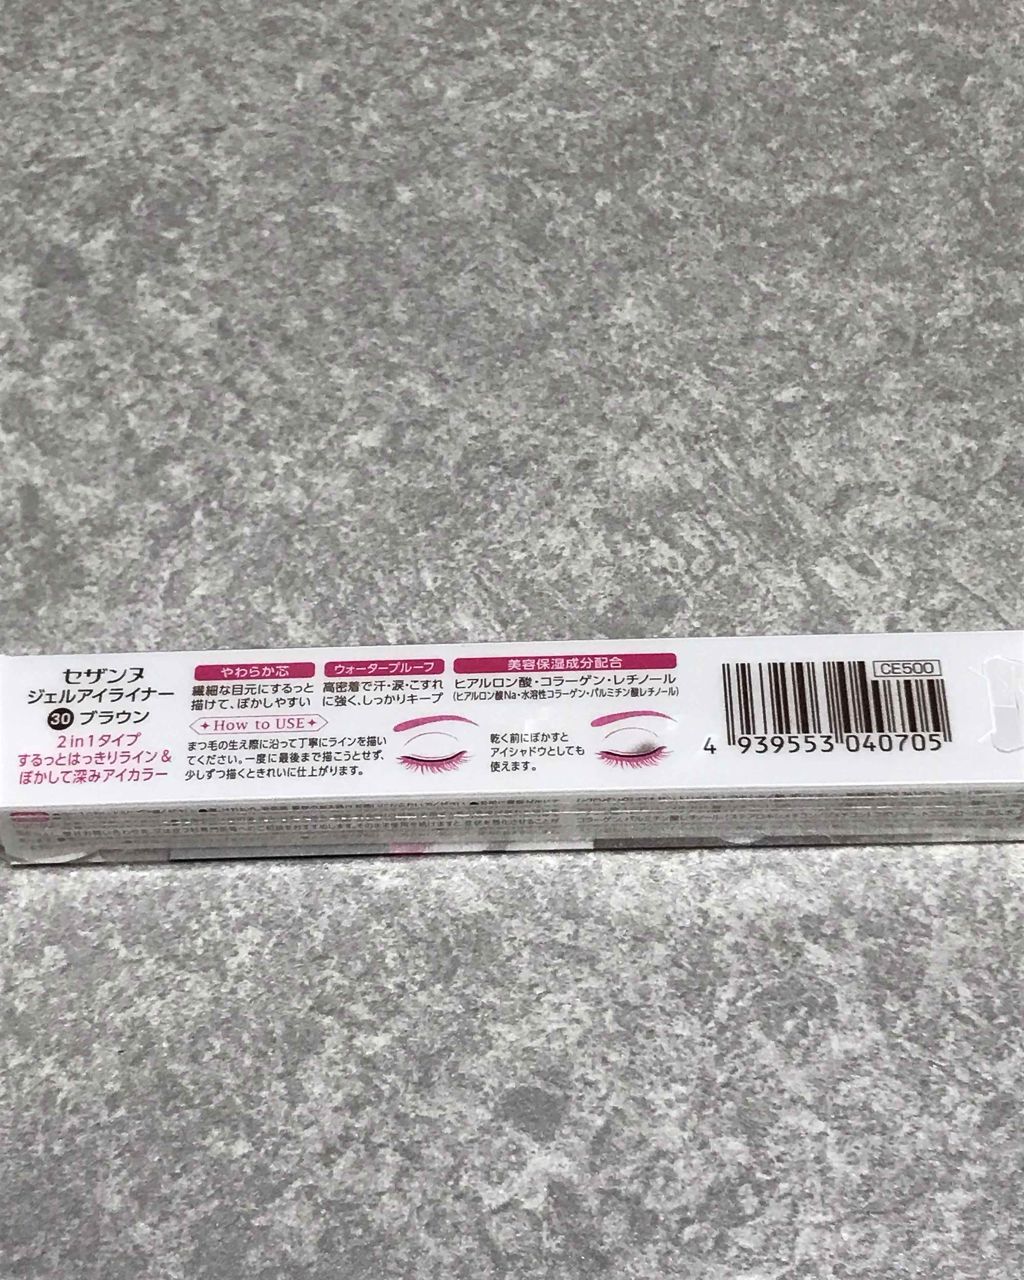 セザンヌ
ジェルアイライナー
30 ブラウン
2in1タイプ
するっとはっきりライン&
ぼかして深みアイカラー
やわらか芯
繊細な目元にするっと
描けて、ぼかしやすい
ウォータープルーフ
高密着で汗・涙・こすれ
に強く、しっかりキープ
美容保湿成分配合
ヒアルロン酸・コラーゲン・レチノール
(ヒアルロン酸Na・水溶性コラーゲン・パルミチン酸レチノール)
How to USE
まつ毛の生え際に沿って丁寧にラインを描い
てください。一度に最後まで描こうとせず、
少しずつ描くときれいに仕上がります。
乾く前にぼかすと
アイシャドウとしても
使えます。
CE500
4 939553 040705